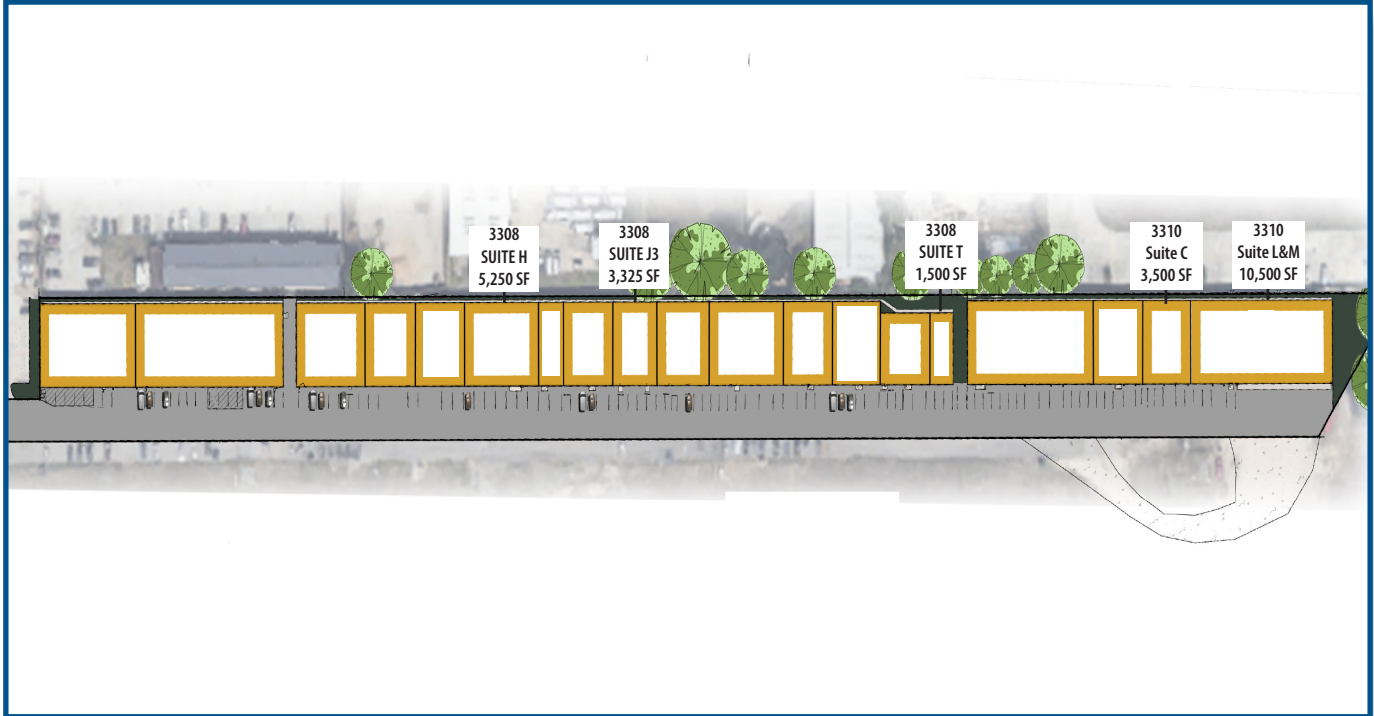 3308
SUITE H
5,250 SF
3308
SUITE J3
3,325 SF
3308
SUITE T
1,500 SF
3310
Suite C
3,500 SF
3310
Suite L&M
10,500 SF